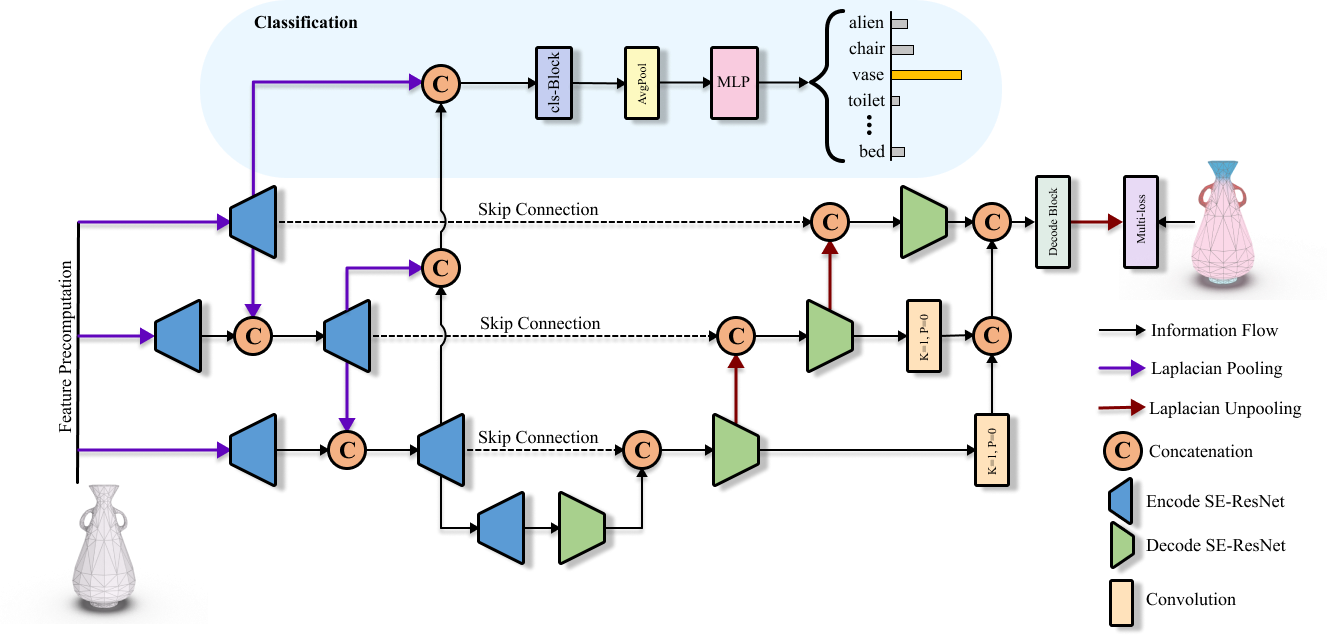 Classification
alien
chair
vase
toilet
bed
C
cls-Block
AvgPool
MLP
Skip Connection
C
C
Decode Block
Multi-loss
C
Feature Precomputation
C
Skip Connection
C
K=1, P=0
C
C
Skip Connection
C
K=1, P=0
Information Flow
Laplacian Pooling
Laplacian Unpooling
C
Concatenation
Encode SE-ResNet
Decode SE-ResNet
Convolution